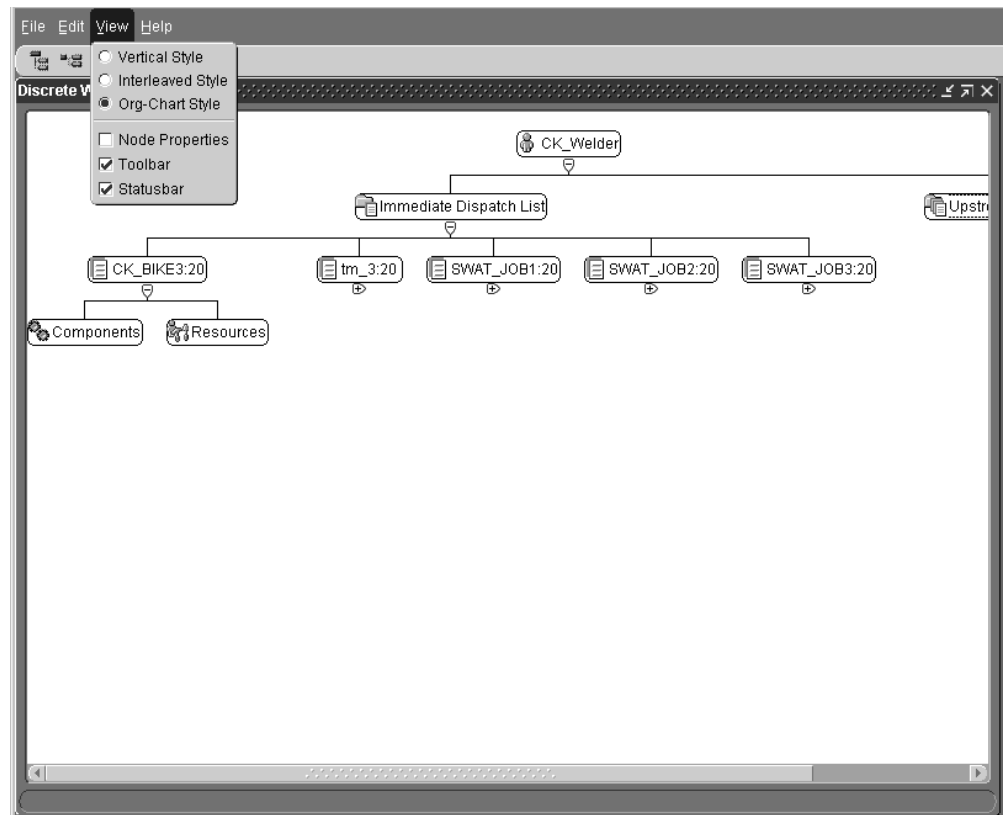 File Edit View Help
Vertical Style
Interleaved Style
Org-Chart Style
Node Properties
Toolbar
Statusbar
Discrete W
CK_Welder
Immediate Dispatch List
Upstre
CK_BIKE3:20
tm_3:20
SWAT_JOB1:20
SWAT_JOB2:20
SWAT_JOB3:20
Components
Resources